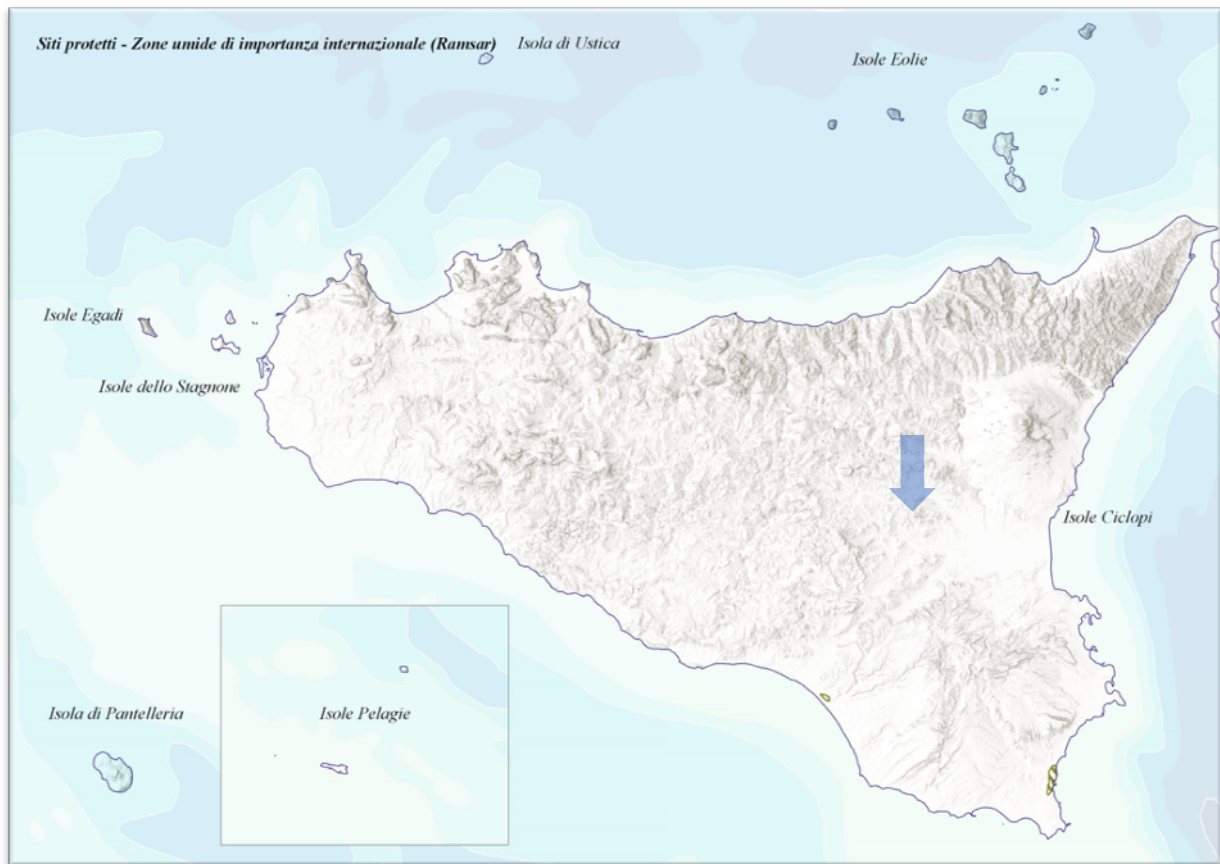 Siti protetti - Zone umide di importanza internazionale (Ramsar)
Isola di Ustica
Isole Eolie
Isole Egadi
Isole dello Stagnone
Isole Ciclopi
Isola di Pantelleria
Isole Pelagie